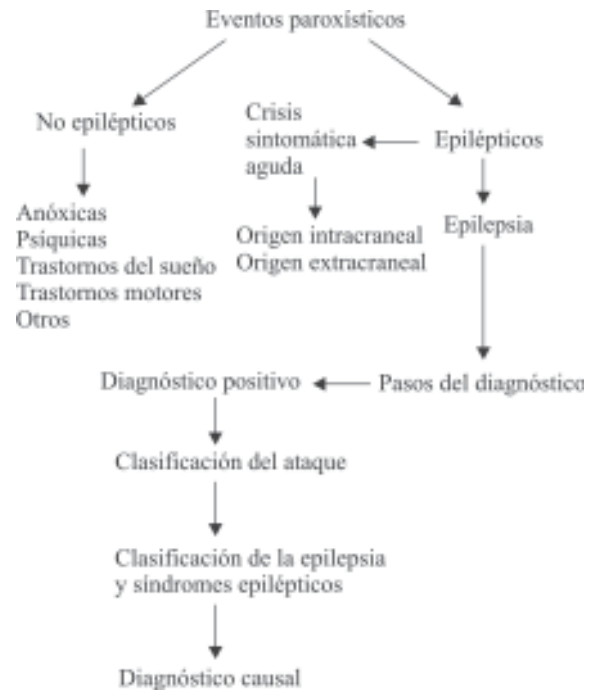 Eventos paroxísticos
No epilépticos
Crisis
sintomática
aguda
Epilépticos
Anóxicas
Psíquicas
Trastornos del sueño
Trastornos motores
Otros
Origen intracraneal
Origen extracraneal
Epilepsia
Diagnóstico positivo
Pasos del diagnóstico
Clasificación del ataque
Clasificación de la epilepsia
y síndromes epilépticos
Diagnóstico causal